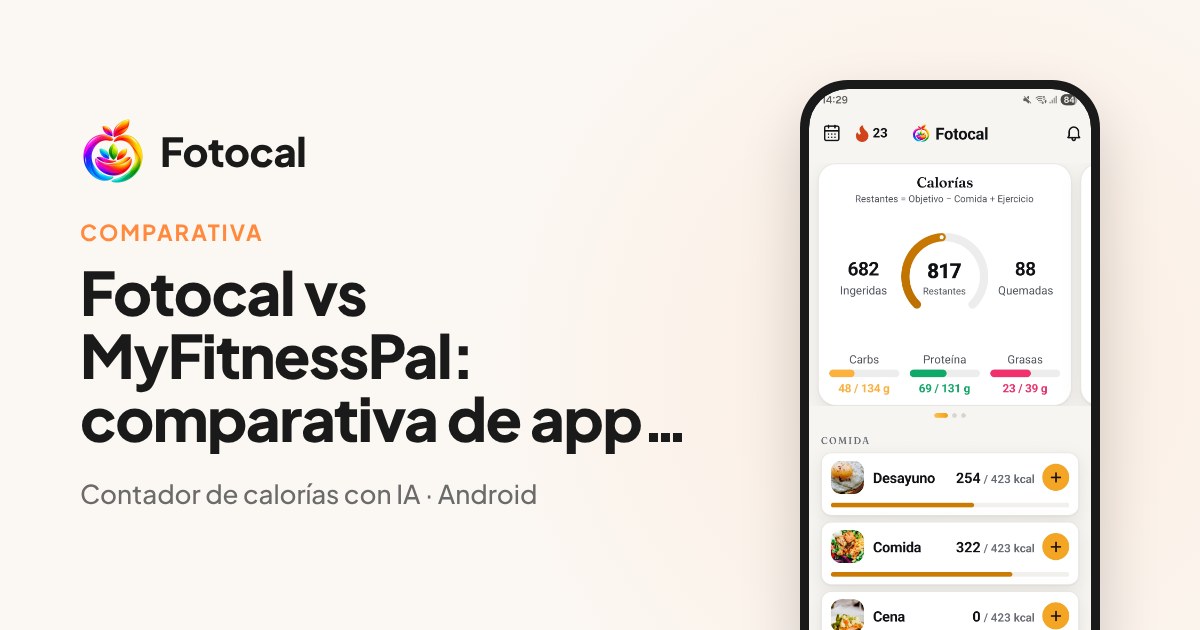 Fotocal
COMPARATIVA
Fotocal vs
MyFitnessPal:
comparativa de app…
Contador de calorías con IA · Android
14:29
84
23
Fotocal
Calorías
Restantes = Objetivo − Comida + Ejercicio
682
Ingeridas
817
Restantes
88
Quemadas
Carbs
Proteína
Grasas
48 / 134 g
69 / 131 g
23 / 39 g
COMIDA
Desayuno
254 / 423 kcal
+
Comida
322 / 423 kcal
+
Cena
0 / 423 kcal
+